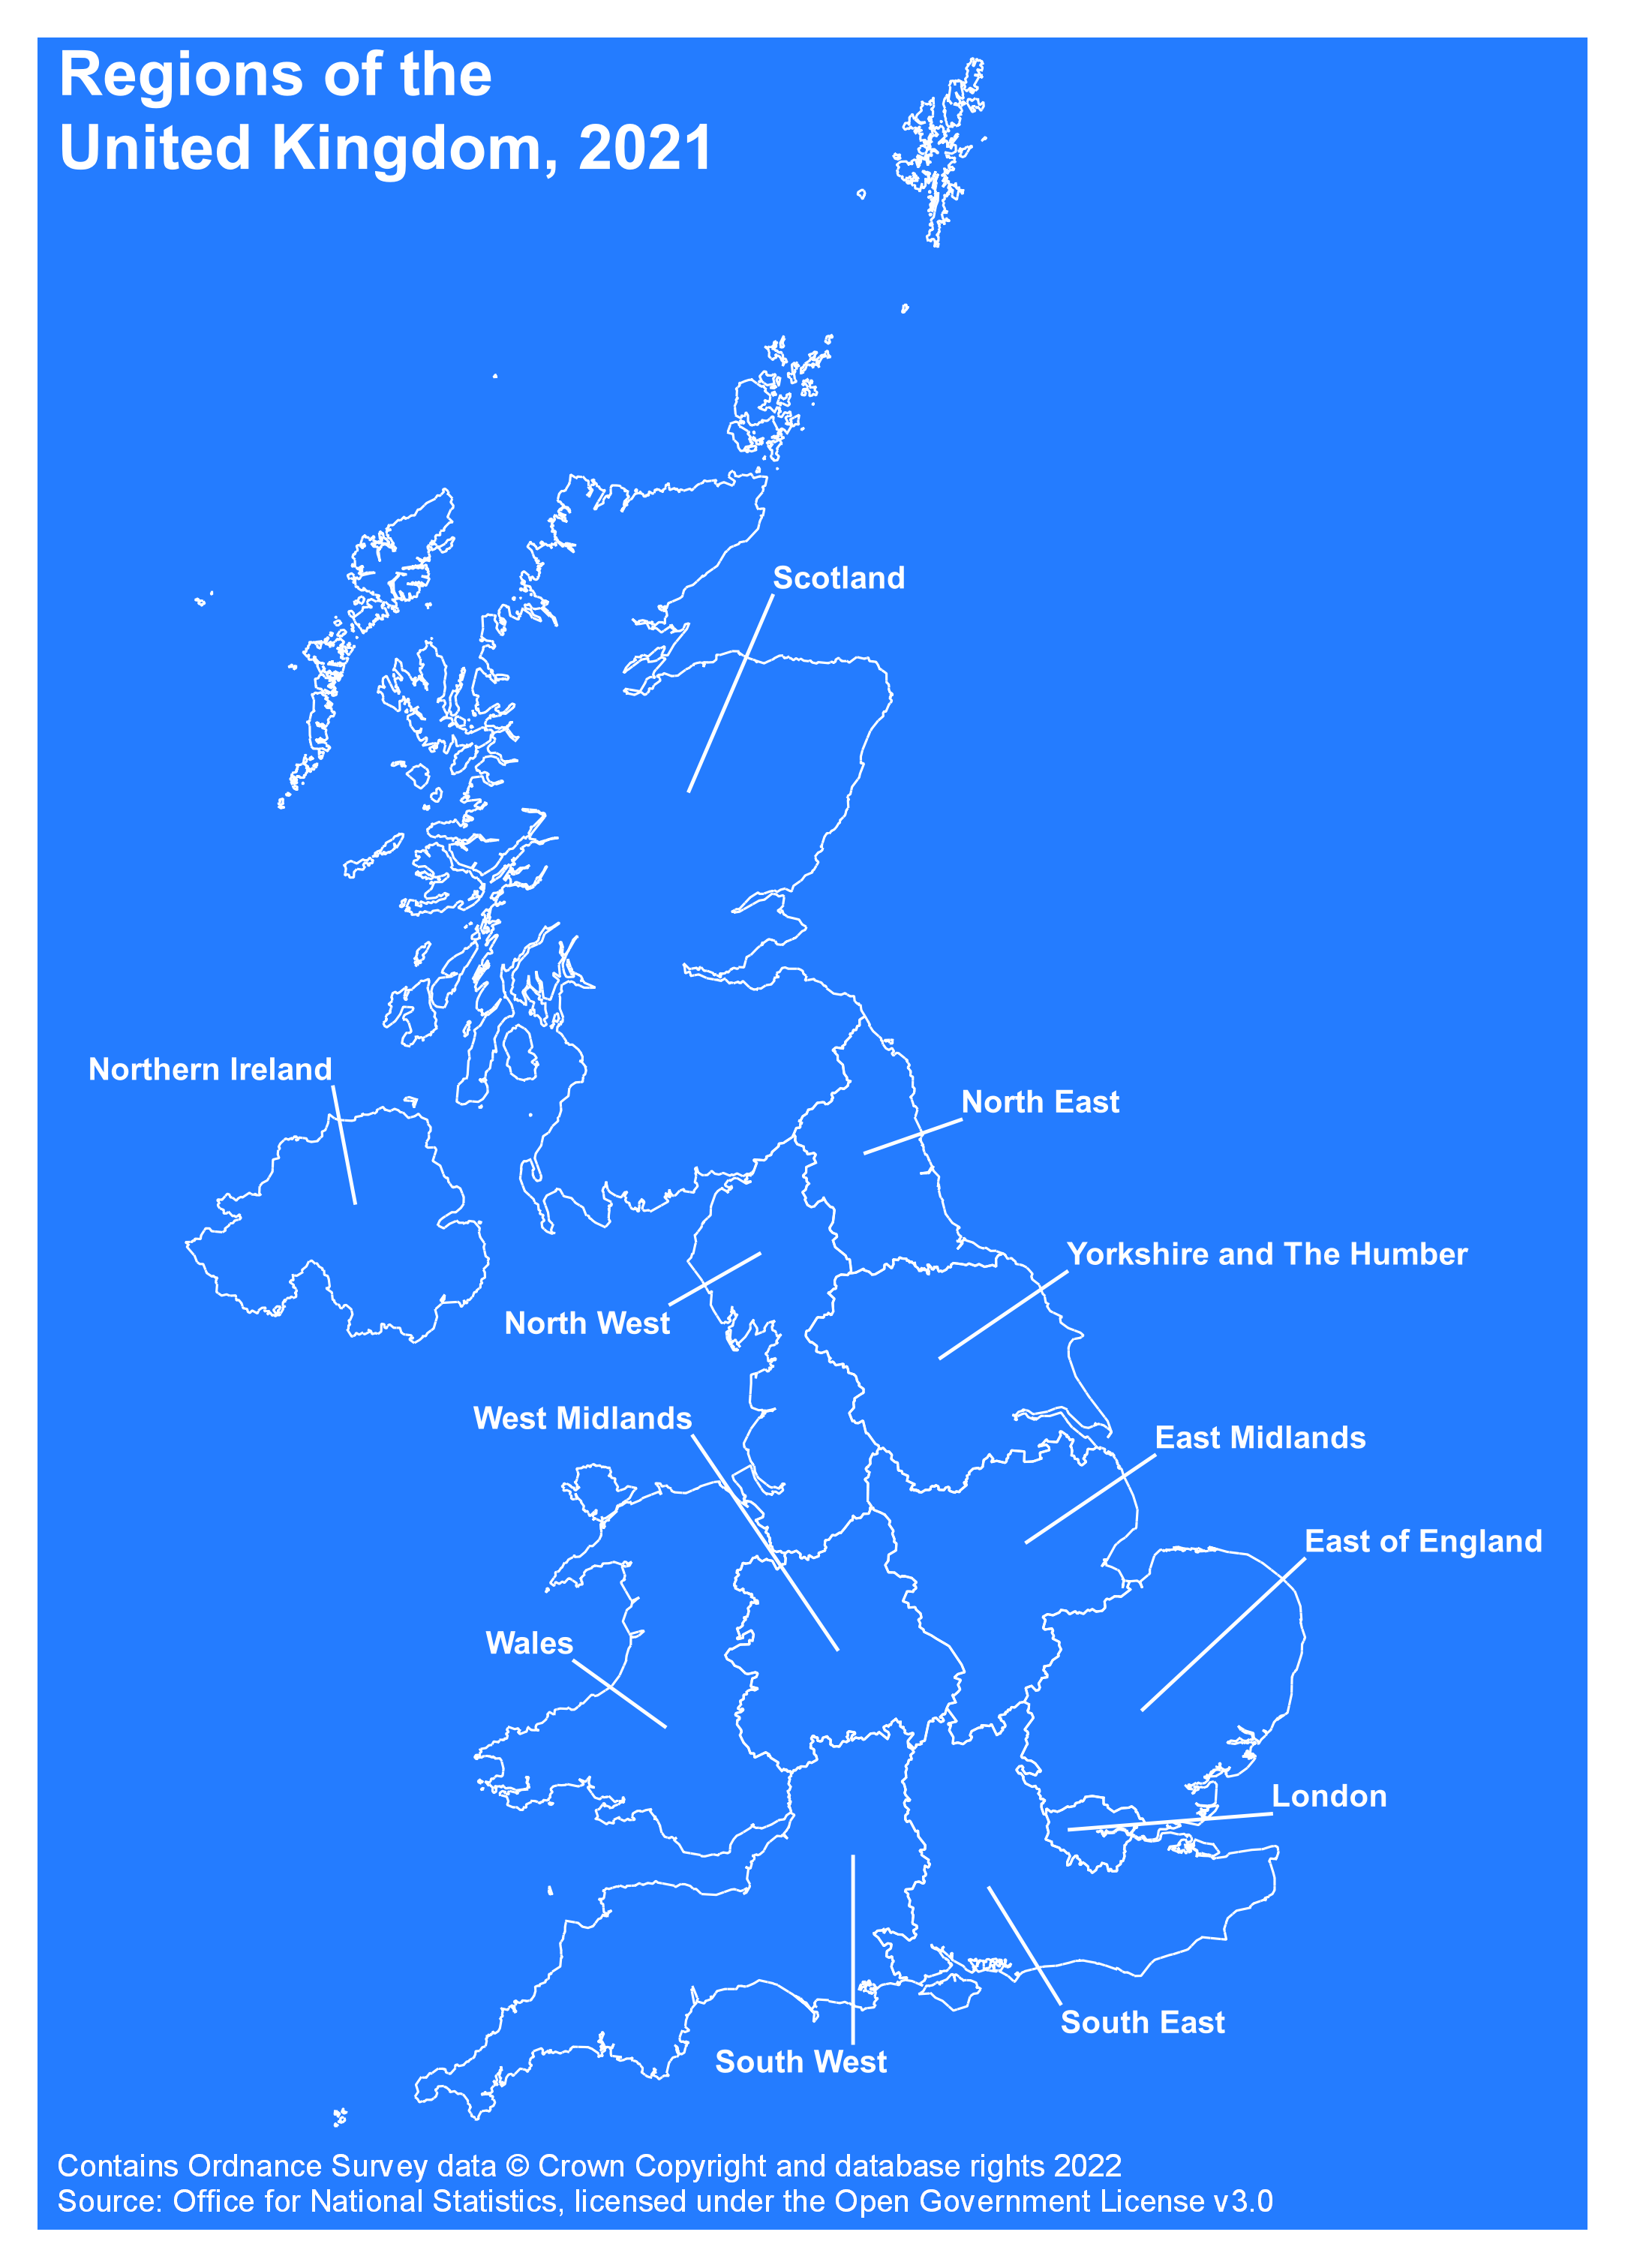 Regions of the
United Kingdom, 2021
Scotland
Northern Ireland
North East
Yorkshire and The Humber
North West
West Midlands
East Midlands
East of England
Wales
London
South East
South West
Contains Ordnance Survey data © Crown Copyright and database rights 2022
Source: Office for National Statistics, licensed under the Open Government License v3.0